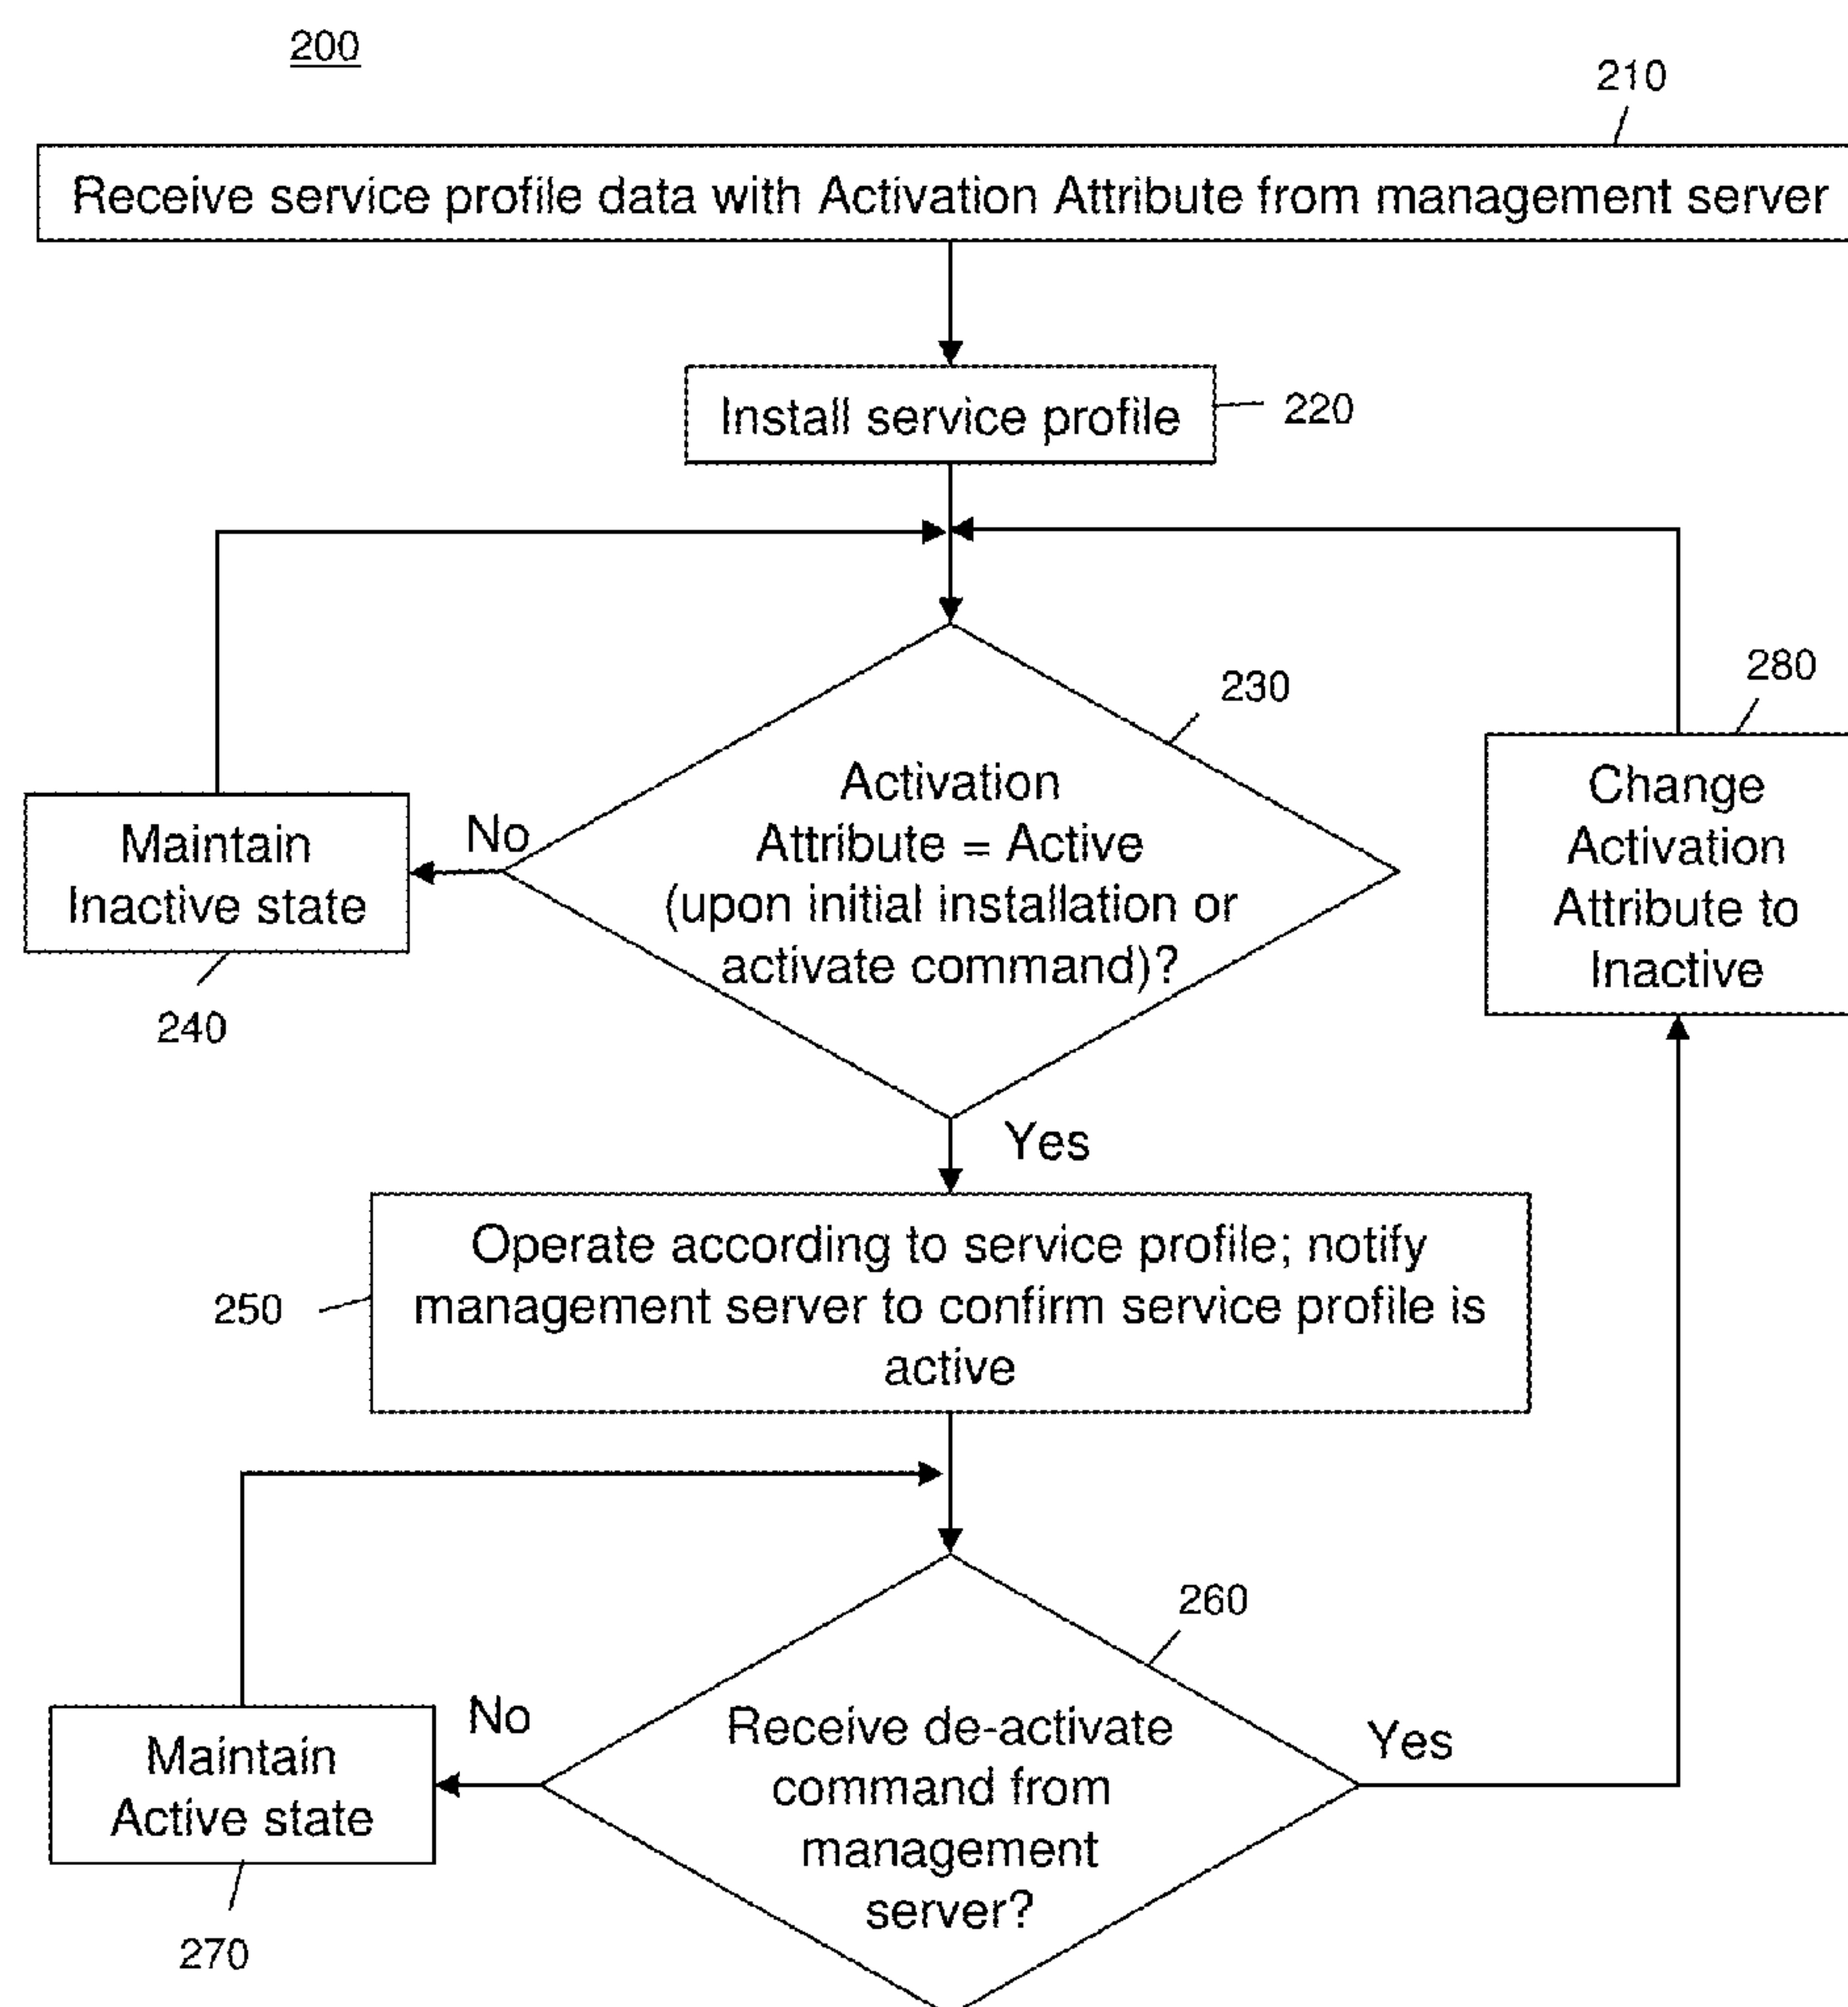 200
210
Receive service profile data with Activation Attribute from management server
Install service profile
220
230
Activation
Attribute = Active
(upon initial installation or
activate command)?
No
Maintain
Inactive state
240
280
Change
Activation
Attribute to
Inactive
Yes
250
Operate according to service profile; notify
management server to confirm service profile is
active
260
Receive de-activate
command from
management
server?
No
Maintain
Active state
270
Yes